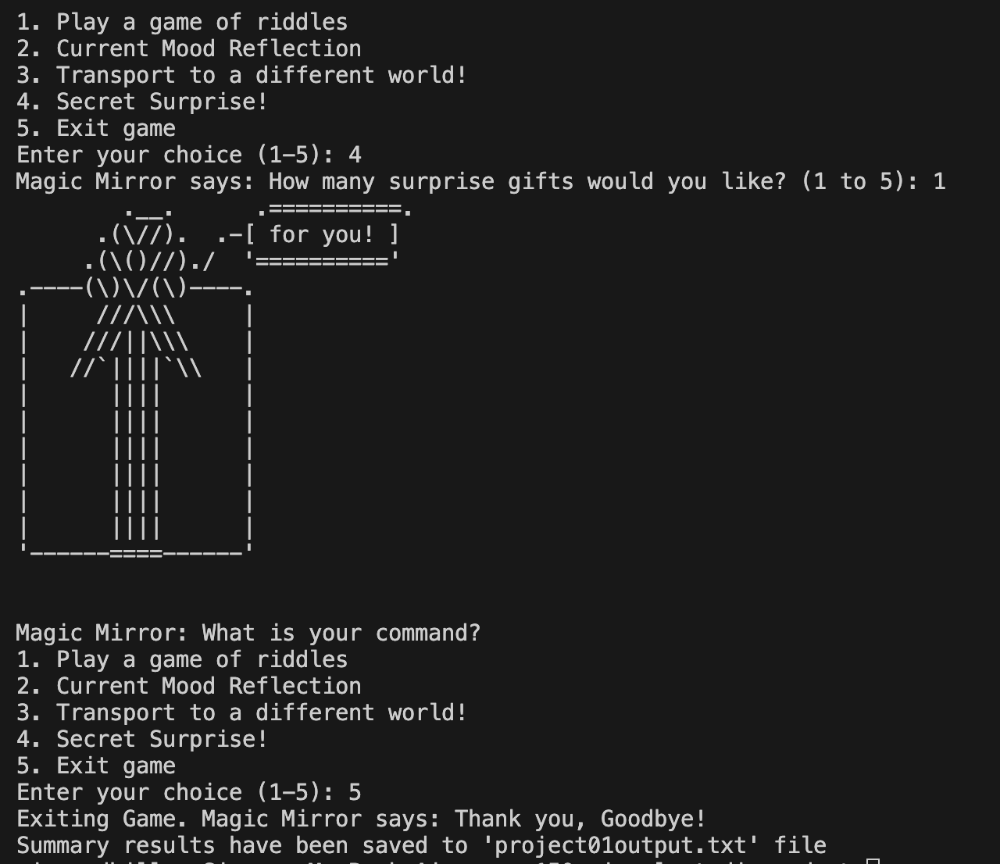 1. Play a game of riddles
2. Current Mood Reflection
3. Transport to a different world!
4. Secret Surprise!
5. Exit game
Enter your choice (1-5): 4
Magic Mirror says: How many surprise gifts would you like? (1 to 5): 1
        .__.      .==========.
      .(\//).  .-[ for you! ]
     .(\()//)./  '=========='
.----(\)\/(\)----.
|     ///\\\     |
|    ///||\\\    |
|   //`||||`\\   |
|      ||||      |
|      ||||      |
|      ||||      |
|      ||||      |
|      ||||      |
|      ||||      |
'------====------'
Magic Mirror: What is your command?
1. Play a game of riddles
2. Current Mood Reflection
3. Transport to a different world!
4. Secret Surprise!
5. Exit game
Enter your choice (1-5): 5
Exiting Game. Magic Mirror says: Thank you, Goodbye!
Summary results have been saved to 'project01output.txt' file